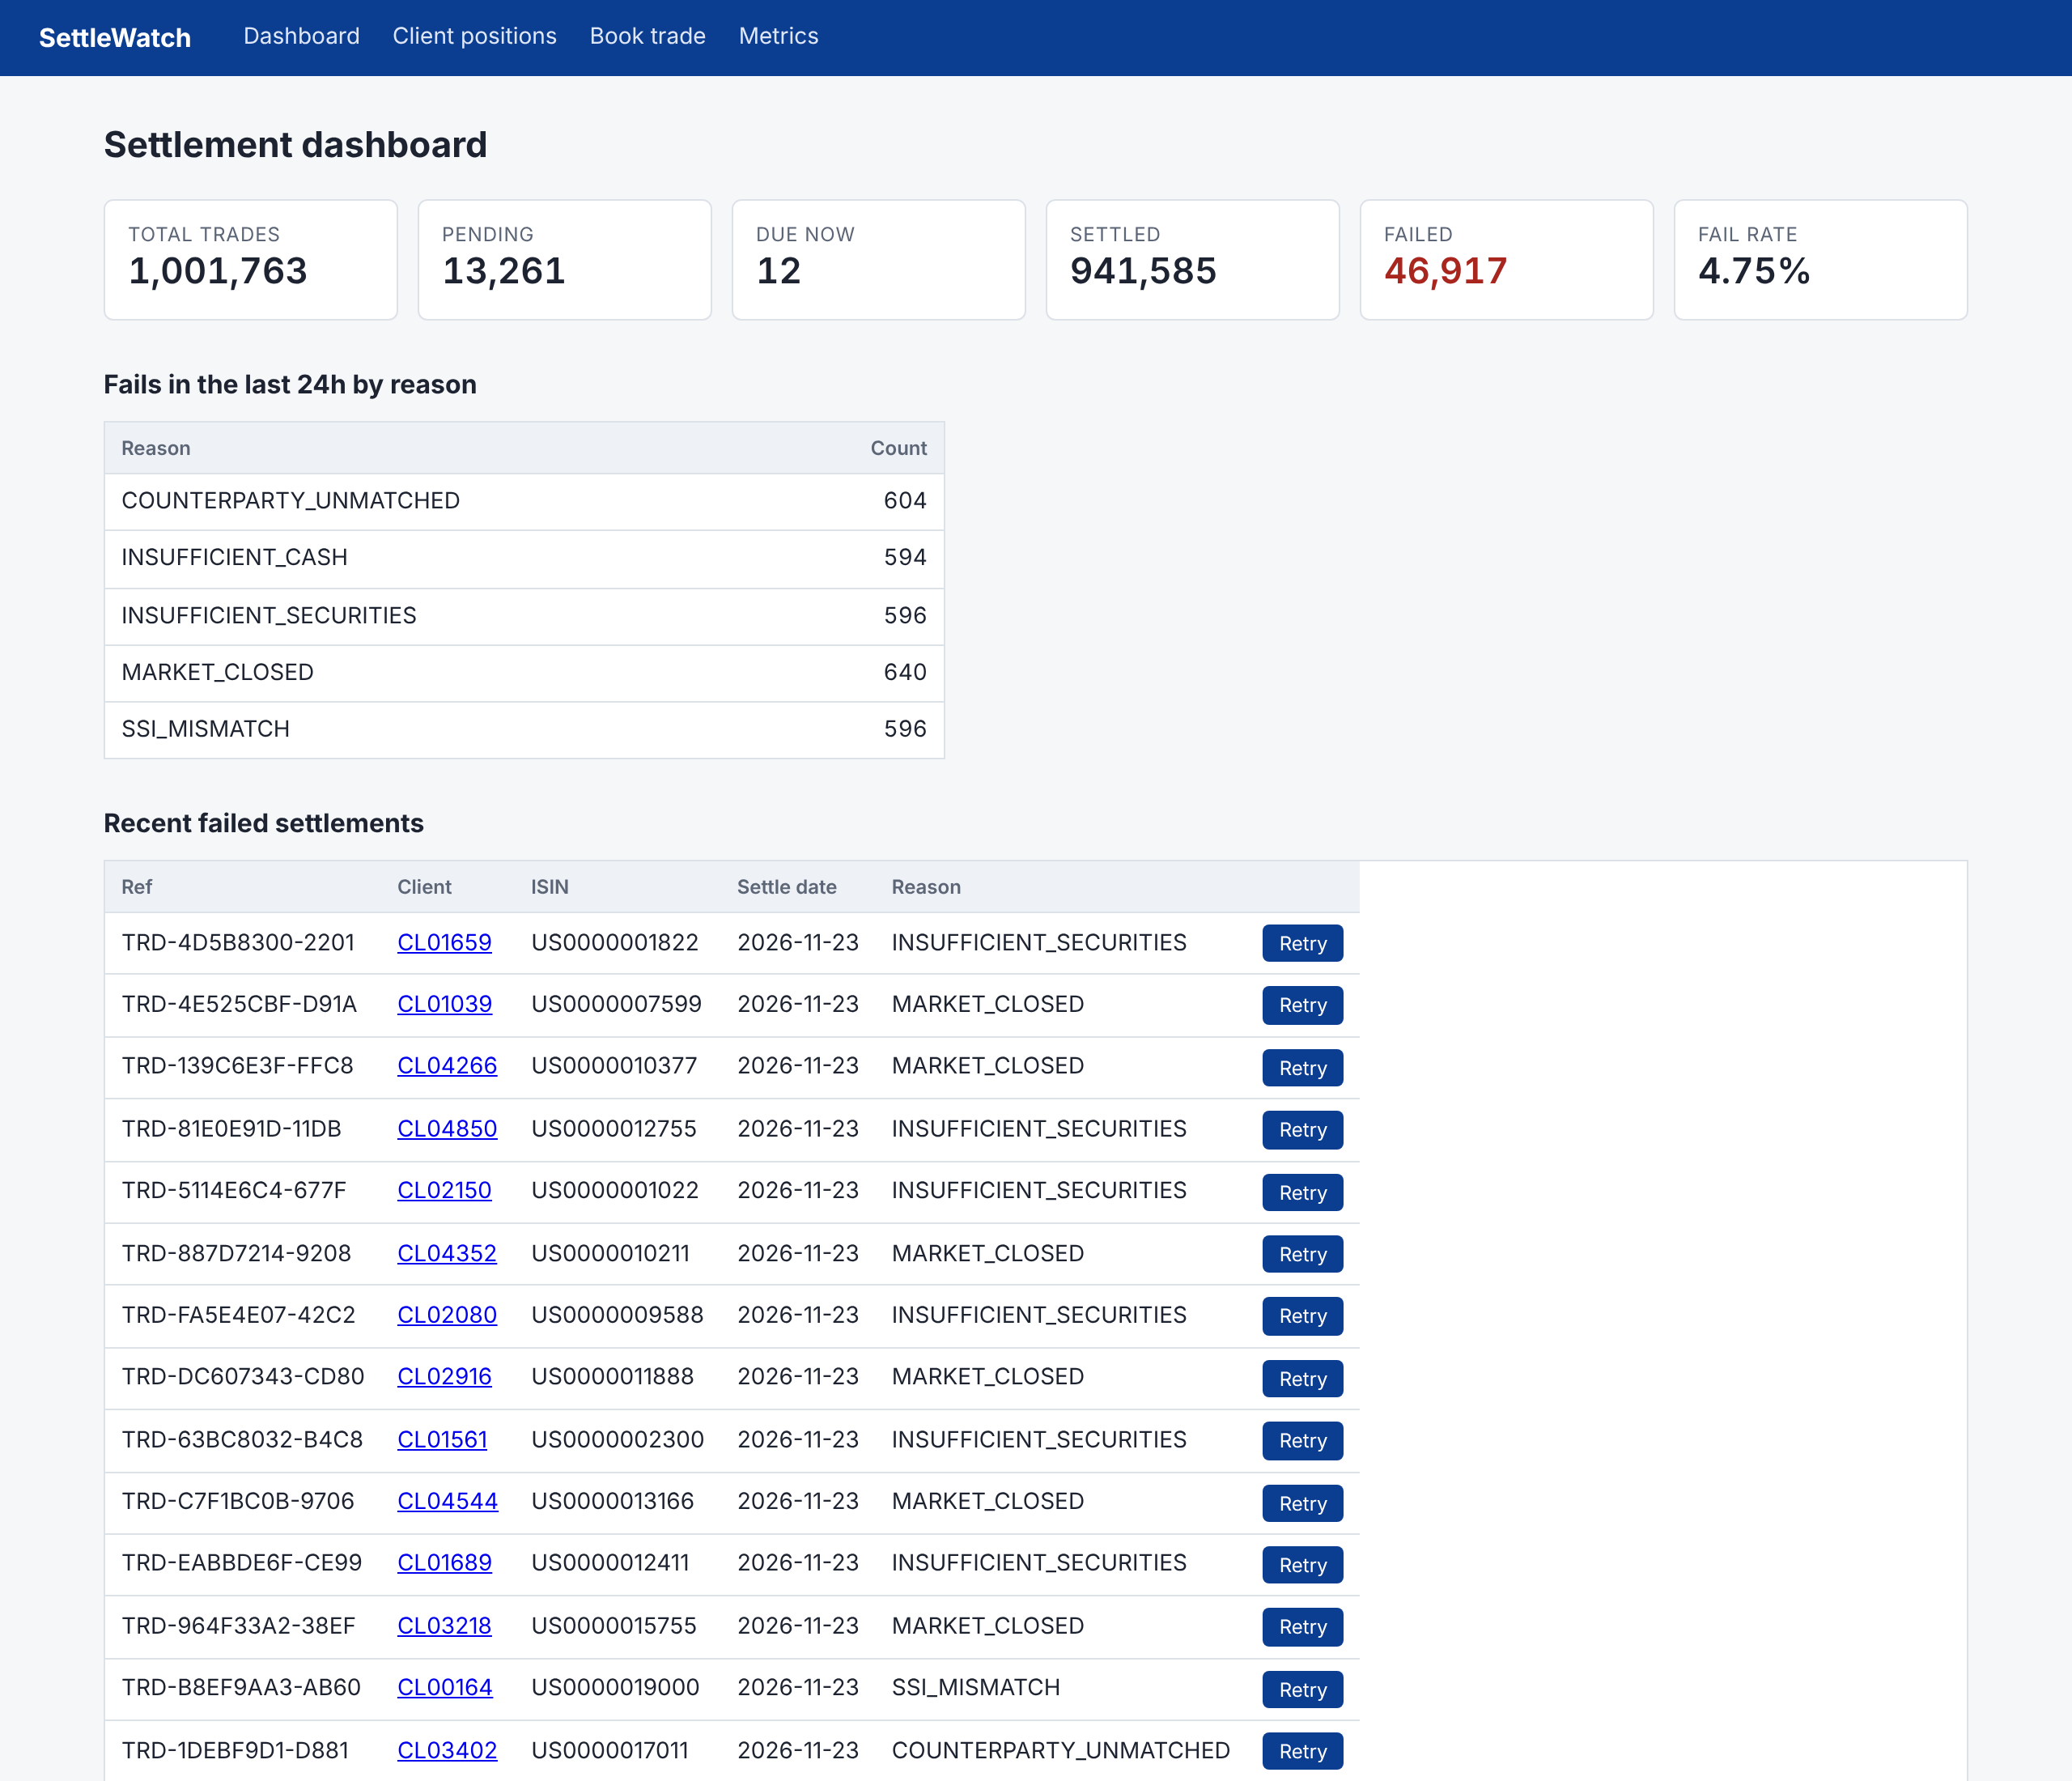 SettleWatch Dashboard Client positions Book trade Metrics
Settlement dashboard
TOTAL TRADES PENDING DUE NOW SETTLED FAILED FAIL RATE
1,001,763 13,261 12 941,585 46,917 4.75%
Fails in the last 24h by reason
Reason Count
COUNTERPARTY_UNMATCHED 604
INSUFFICIENT_CASH 594
INSUFFICIENT_SECURITIES 596
MARKET_CLOSED 640
SSI_MISMATCH 596
Recent failed settlements
Ref Client ISIN Settle date Reason
TRD-4D5B8300-2201 CL01659 US0000001822 2026-11-23 INSUFFICIENT_SECURITIES Retry
TRD-4E525CBF-D91A CL01039 US0000007599 2026-11-23 MARKET_CLOSED Retry
TRD-139C6E3F-FFC8 CL04266 US0000010377 2026-11-23 MARKET_CLOSED Retry
TRD-81E0E91D-11DB CL04850 US0000012755 2026-11-23 INSUFFICIENT_SECURITIES Retry
TRD-5114E6C4-677F CL02150 US0000001022 2026-11-23 INSUFFICIENT_SECURITIES Retry
TRD-887D7214-9208 CL04352 US0000010211 2026-11-23 MARKET_CLOSED Retry
TRD-FA5E4E07-42C2 CL02080 US0000009588 2026-11-23 INSUFFICIENT_SECURITIES Retry
TRD-DC607343-CD80 CL02916 US0000011888 2026-11-23 MARKET_CLOSED Retry
TRD-63BC8032-B4C8 CL01561 US0000002300 2026-11-23 INSUFFICIENT_SECURITIES Retry
TRD-C7F1BC0B-9706 CL04544 US0000013166 2026-11-23 MARKET_CLOSED Retry
TRD-EABBDE6F-CE99 CL01689 US0000012411 2026-11-23 INSUFFICIENT_SECURITIES Retry
TRD-964F33A2-38EF CL03218 US0000015755 2026-11-23 MARKET_CLOSED Retry
TRD-B8EF9AA3-AB60 CL00164 US0000019000 2026-11-23 SSI_MISMATCH Retry
TRD-1DEBF9D1-D881 CL03402 US0000017011 2026-11-23 COUNTERPARTY_UNMATCHED Retry